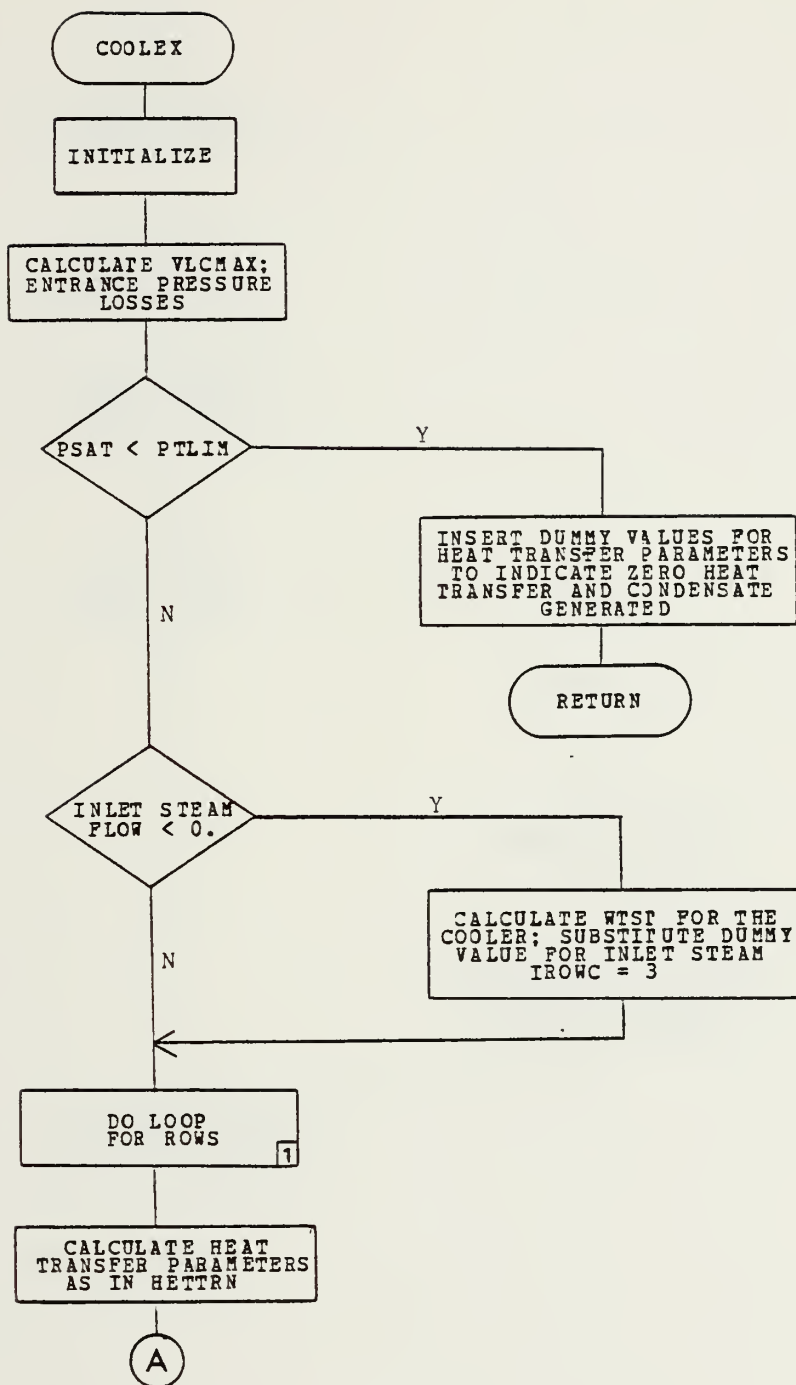 COOLEX
INITIALIZE
CALCULATE VLCMAX;
ENTRANCE PRESSURE
LOSSES
PSAT < PTLIM
Y
N
INSERT DUMMY VALUES FOR
HEAT TRANSFER PARAMETERS
TO INDICATE ZERO HEAT
TRANSFER AND CONDENSATE
GENERATED
RETURN
INLET STEAM
FLOW < 0.
Y
N
CALCULATE WTST FOR THE
COOLER; SUBSTITUTE DUMMY
VALUE FOR INLET STEAM
IROWC = 3
DO LOOP
FOR ROWS
1
CALCULATE HEAT
TRANSFER PARAMETERS
AS IN HETTRN
A